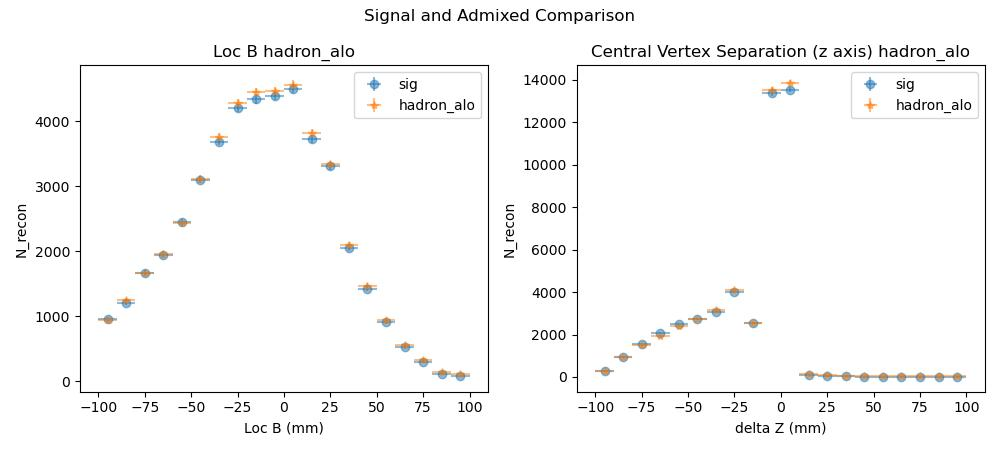 Signal and Admixed Comparison
Loc B hadron_alo
sig
hadron_alo
N_recon
4000
3000
2000
1000
0
−100 −75 −50 −25 0 25 50 75 100
Loc B (mm)
Central Vertex Separation (z axis) hadron_alo
sig
hadron_alo
N_recon
14000
12000
10000
8000
6000
4000
2000
0
−100 −75 −50 −25 0 25 50 75 100
delta Z (mm)